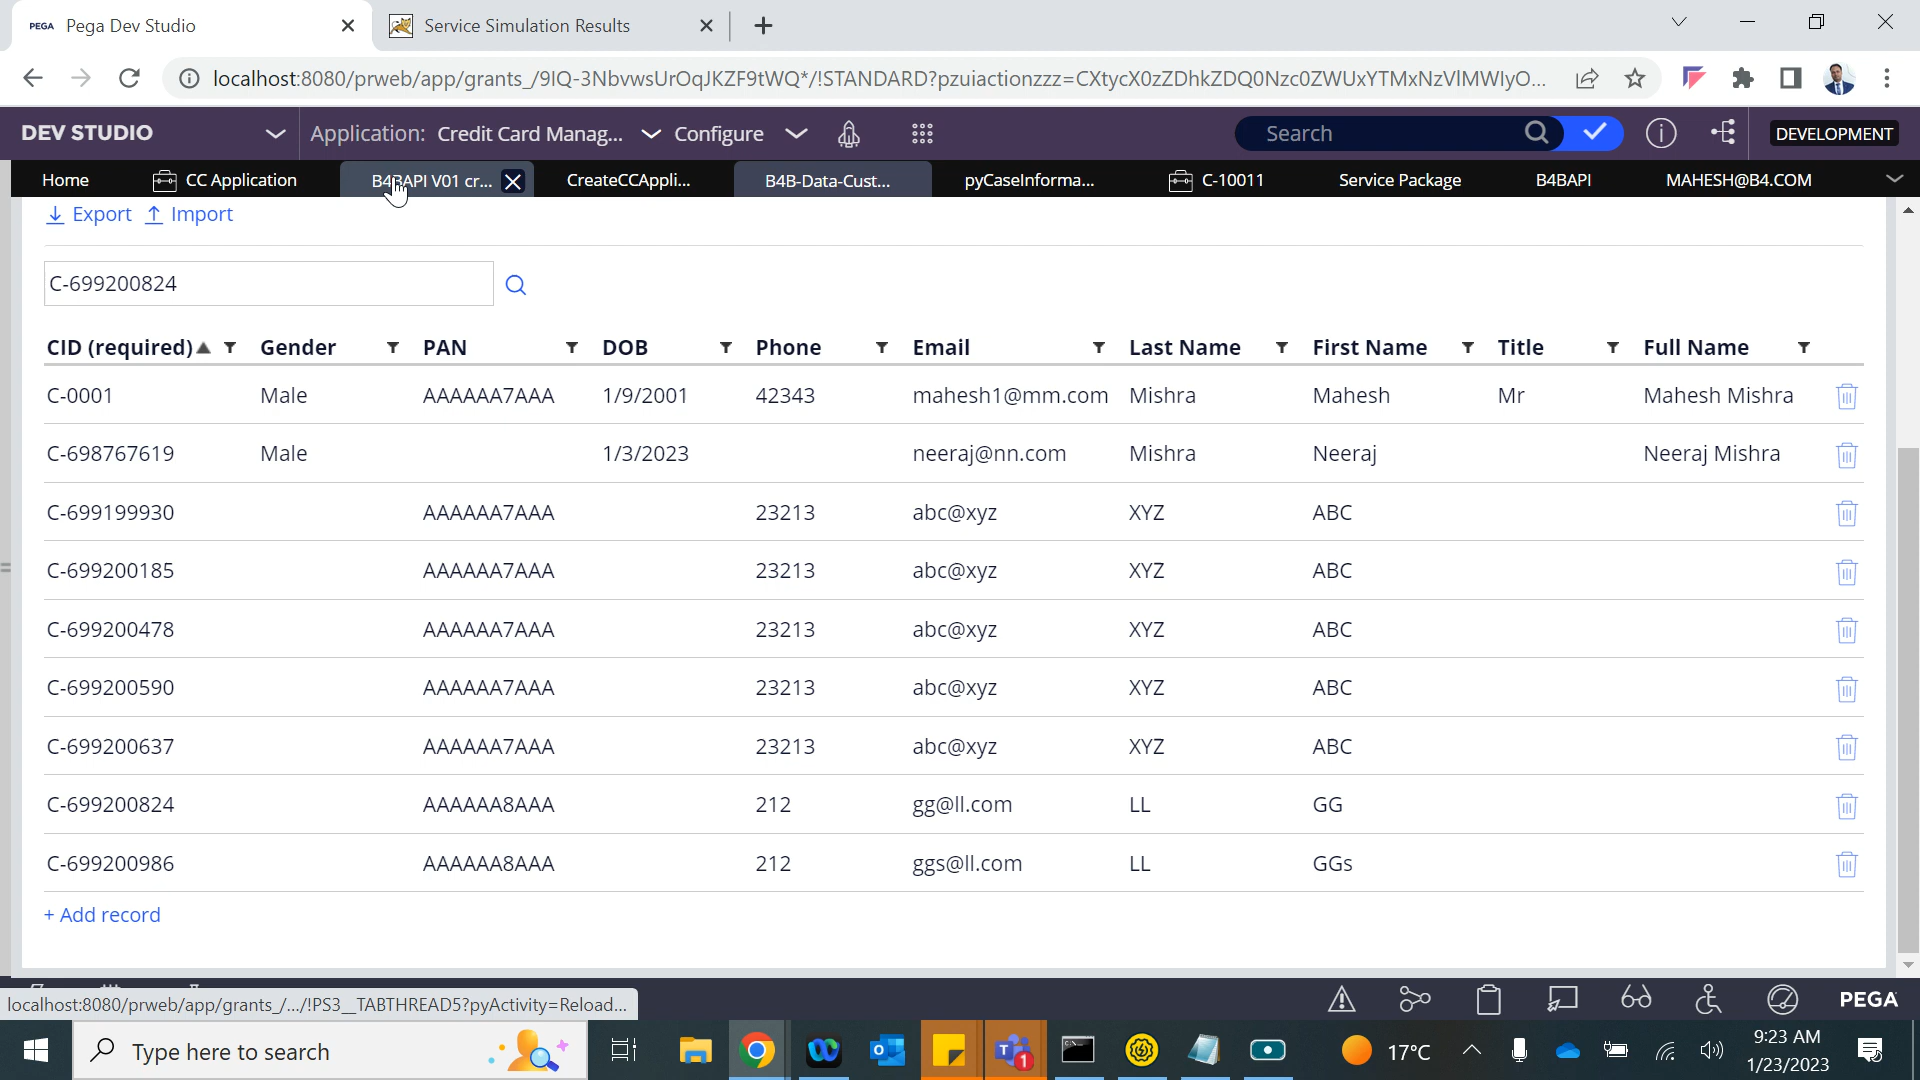 PEGA Pega Dev Studio
Service Simulation Results
localhost:8080/prweb/app/grants_/9IQ-3NbvwsUrOqJKZF9tWQ*/!STANDARD?pzuiactionzzz=CXtycX0zZDhkZDQ0Nzc0ZWUxYTMxNzVlMWIyO...
DEV STUDIO Application: Credit Card Manag... Configure Search DEVELOPMENT
Home CC Application B4BAPI V01 cr... CreateCCAppli... B4B-Data-Cust... pyCaseInforma... C-10011 Service Package B4BAPI MAHESH@B4.COM
Export Import
C-699200824
CID (required) Gender PAN DOB Phone Email Last Name First Name Title Full Name
C-0001 Male AAAAAA7AAA 1/9/2001 42343 mahesh1@mm.com Mishra Mahesh Mr Mahesh Mishra
C-698767619 Male 1/3/2023 neeraj@nn.com Mishra Neeraj Neeraj Mishra
C-699199930 AAAAAA7AAA 23213 abc@xyz XYZ ABC
C-699200185 AAAAAA7AAA 23213 abc@xyz XYZ ABC
C-699200478 AAAAAA7AAA 23213 abc@xyz XYZ ABC
C-699200590 AAAAAA7AAA 23213 abc@xyz XYZ ABC
C-699200637 AAAAAA7AAA 23213 abc@xyz XYZ ABC
C-699200824 AAAAAA8AAA 212 gg@ll.com LL GG
C-699200986 AAAAAA8AAA 212 ggs@ll.com LL GGs
+ Add record
localhost:8080/prweb/app/grants_/.../!PS3__TABTHREAD5?pyActivity=Reload...
PEGA
Type here to search
1
17°C
9:23 AM
1/23/2023